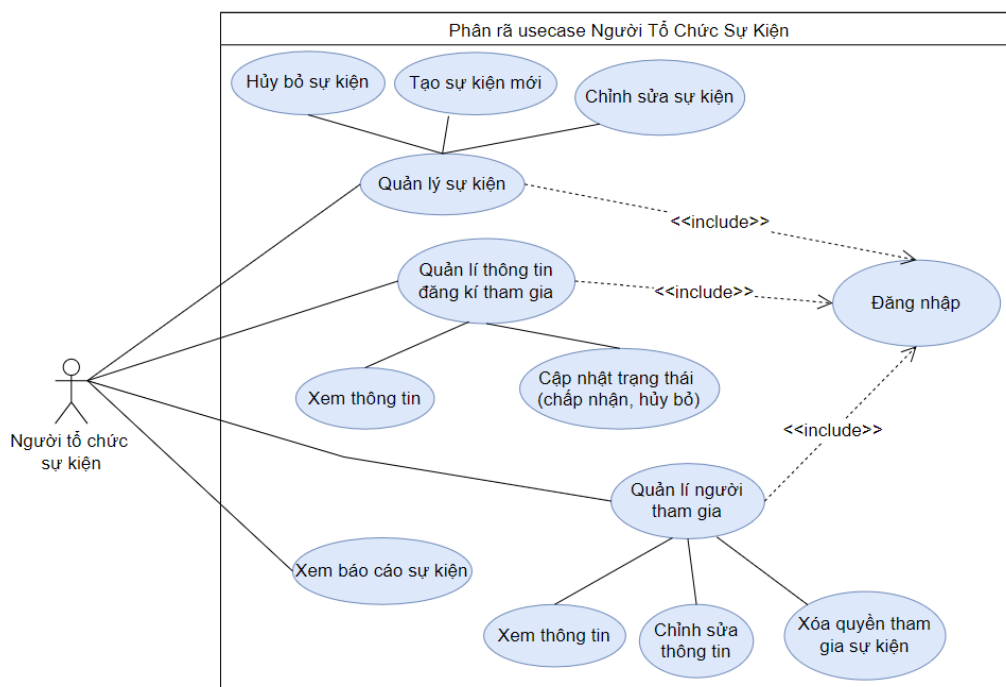 Phân rã usecase Người Tổ Chức Sự Kiện
Hủy bỏ sự kiện
Tạo sự kiện mới
Chỉnh sửa sự kiện
Quản lý sự kiện
<<include>>
Quản lí thông tin
đăng kí tham gia
<<include>>
Đăng nhập
Xem thông tin
Cập nhật trạng thái
(chấp nhận, hủy bỏ)
Người tổ chức
sự kiện
<<include>>
Quản lí người
tham gia
Xem báo cáo sự kiện
Xem thông tin
Chỉnh sửa
thông tin
Xóa quyền tham
gia sự kiện